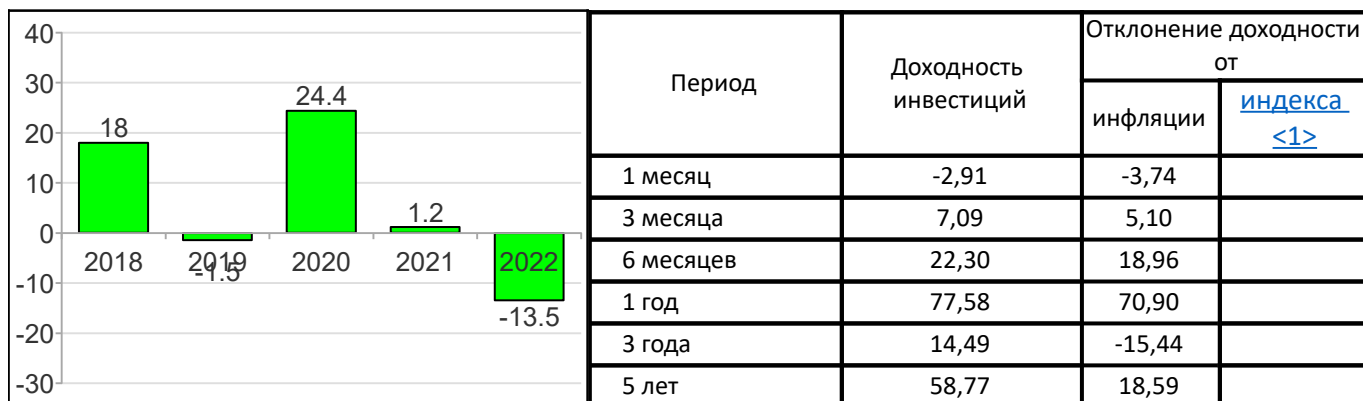 40
30
20
10
0
-10
-20
-30
18
-1.5
24.4
1.2
-13.5
2018 2019 2020 2021 2022
Период
Доходность
инвестиций
Отклонение доходности
от
инфляции
индекса
<1>
1 месяц -2,91 -3,74
3 месяца 7,09 5,10
6 месяцев 22,30 18,96
1 год 77,58 70,90
3 года 14,49 -15,44
5 лет 58,77 18,59